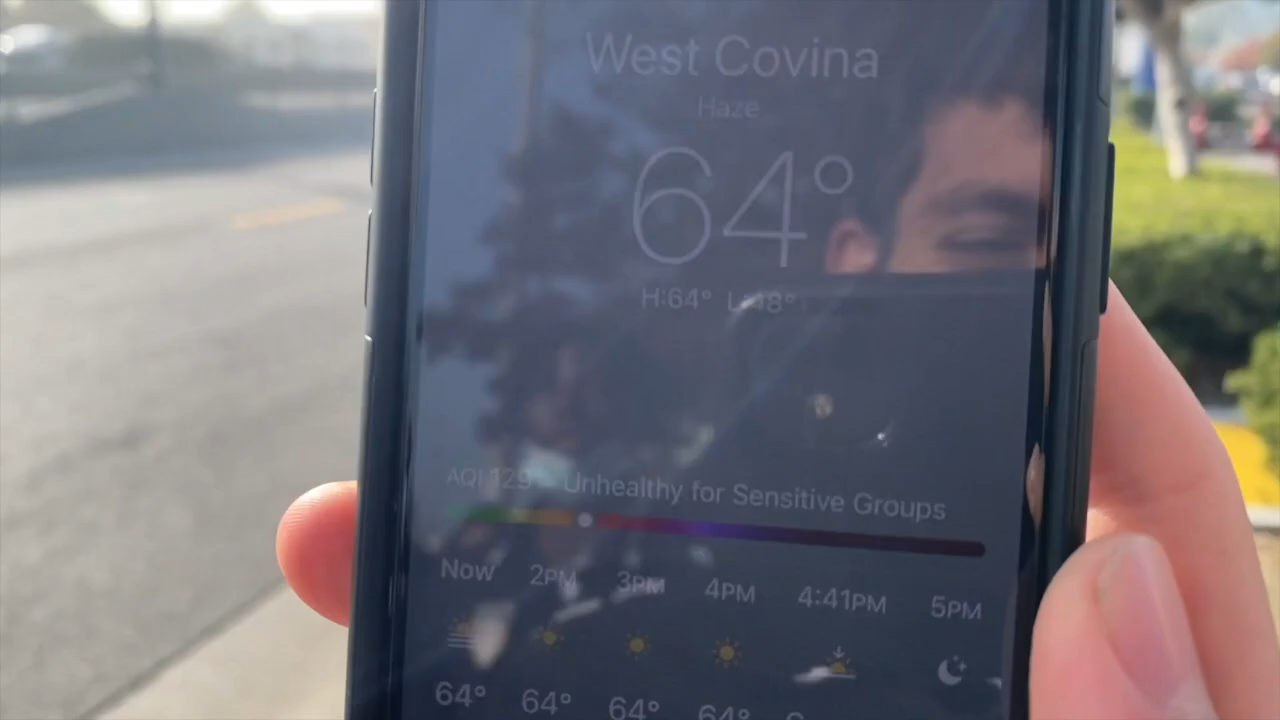 West Covina
Haze
64°
H:64° L:48°
AQI 129 Unhealthy for Sensitive Groups
Now 2PM 3PM 4PM 4:41PM 5PM
64° 64° 64° 64°